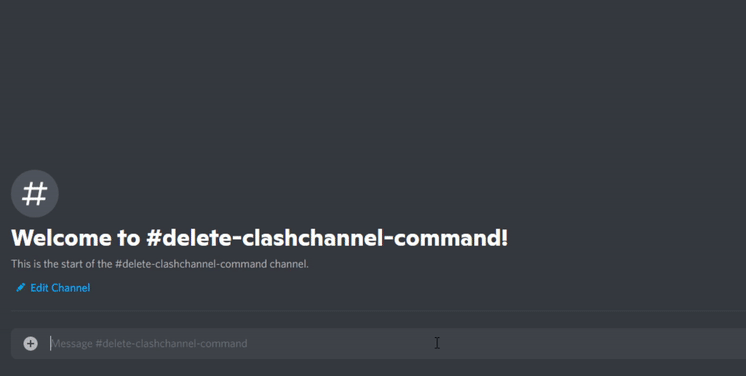 #
Welcome to #delete-clashchannel-command!
This is the start of the #delete-clashchannel-command channel.
Edit Channel
Message #delete-clashchannel-command